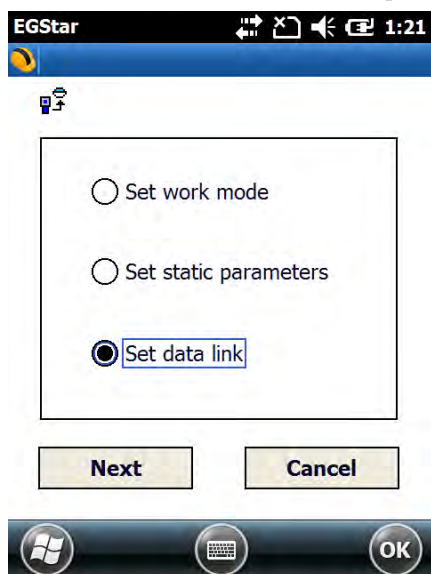 EGStar 1:21
Set work mode
Set static parameters
Set data link
Next Cancel
OK